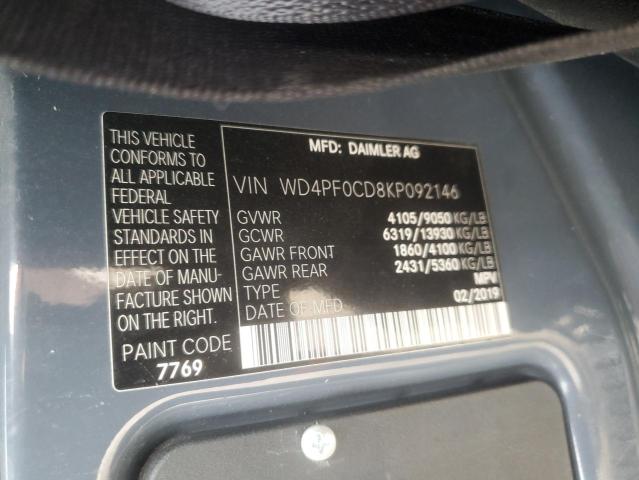 THIS VEHICLE
CONFORMS TO ALL
APPLICABLE
FEDERAL
VEHICLE SAFETY
STANDARDS IN
EFFECT ON THE
DATE OF MANU-
FACTURE SHOWN
ON THE RIGHT.
PAINT CODE
7769
MFD: DAIMLER AG
VIN WD4PF0CD8KP092146
GVWR 4105/9050 KG/LB
GCWR 6319/13930 KG/LB
GAWR FRONT 1860/4100 KG/LB
GAWR REAR 2431/5360 KG/LB
TYPE MPV
DATE OF MFD 02/2019